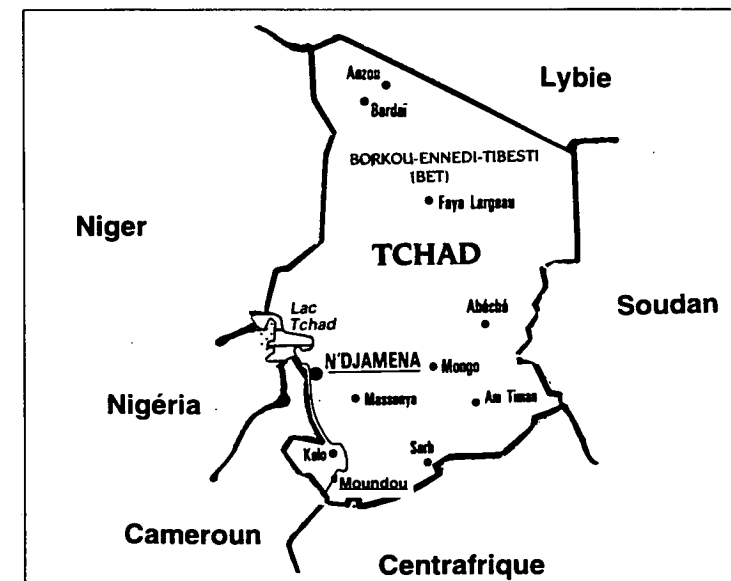 Aazou
Lybie
Bardaï
BORKOU-ENNEDI-TIBESTI
(BET)
Faya Largeau
Niger
TCHAD
Lac
Tchad
Abéché
Soudan
N'DJAMENA
Mongo
Nigéria
Massenya
Am Timan
Kelo
Sarh
Moundou
Cameroun
Centrafrique